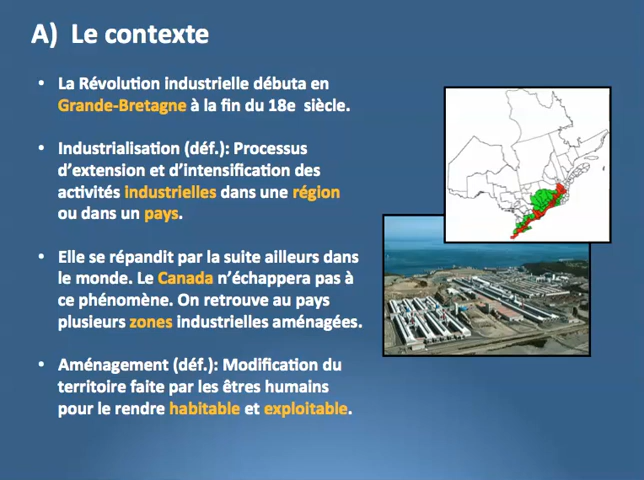 A) Le contexte
• La Révolution industrielle débuta en
Grande-Bretagne à la fin du 18e siècle.
• Industrialisation (déf.): Processus
d'extension et d'intensification des
activités industrielles dans une région
ou dans un pays.
• Elle se répandit par la suite ailleurs dans
le monde. Le Canada n'échappera pas à
ce phénomène. On retrouve au pays
plusieurs zones industrielles aménagées.
• Aménagement (déf.): Modification du
territoire faite par les êtres humains
pour le rendre habitable et exploitable.